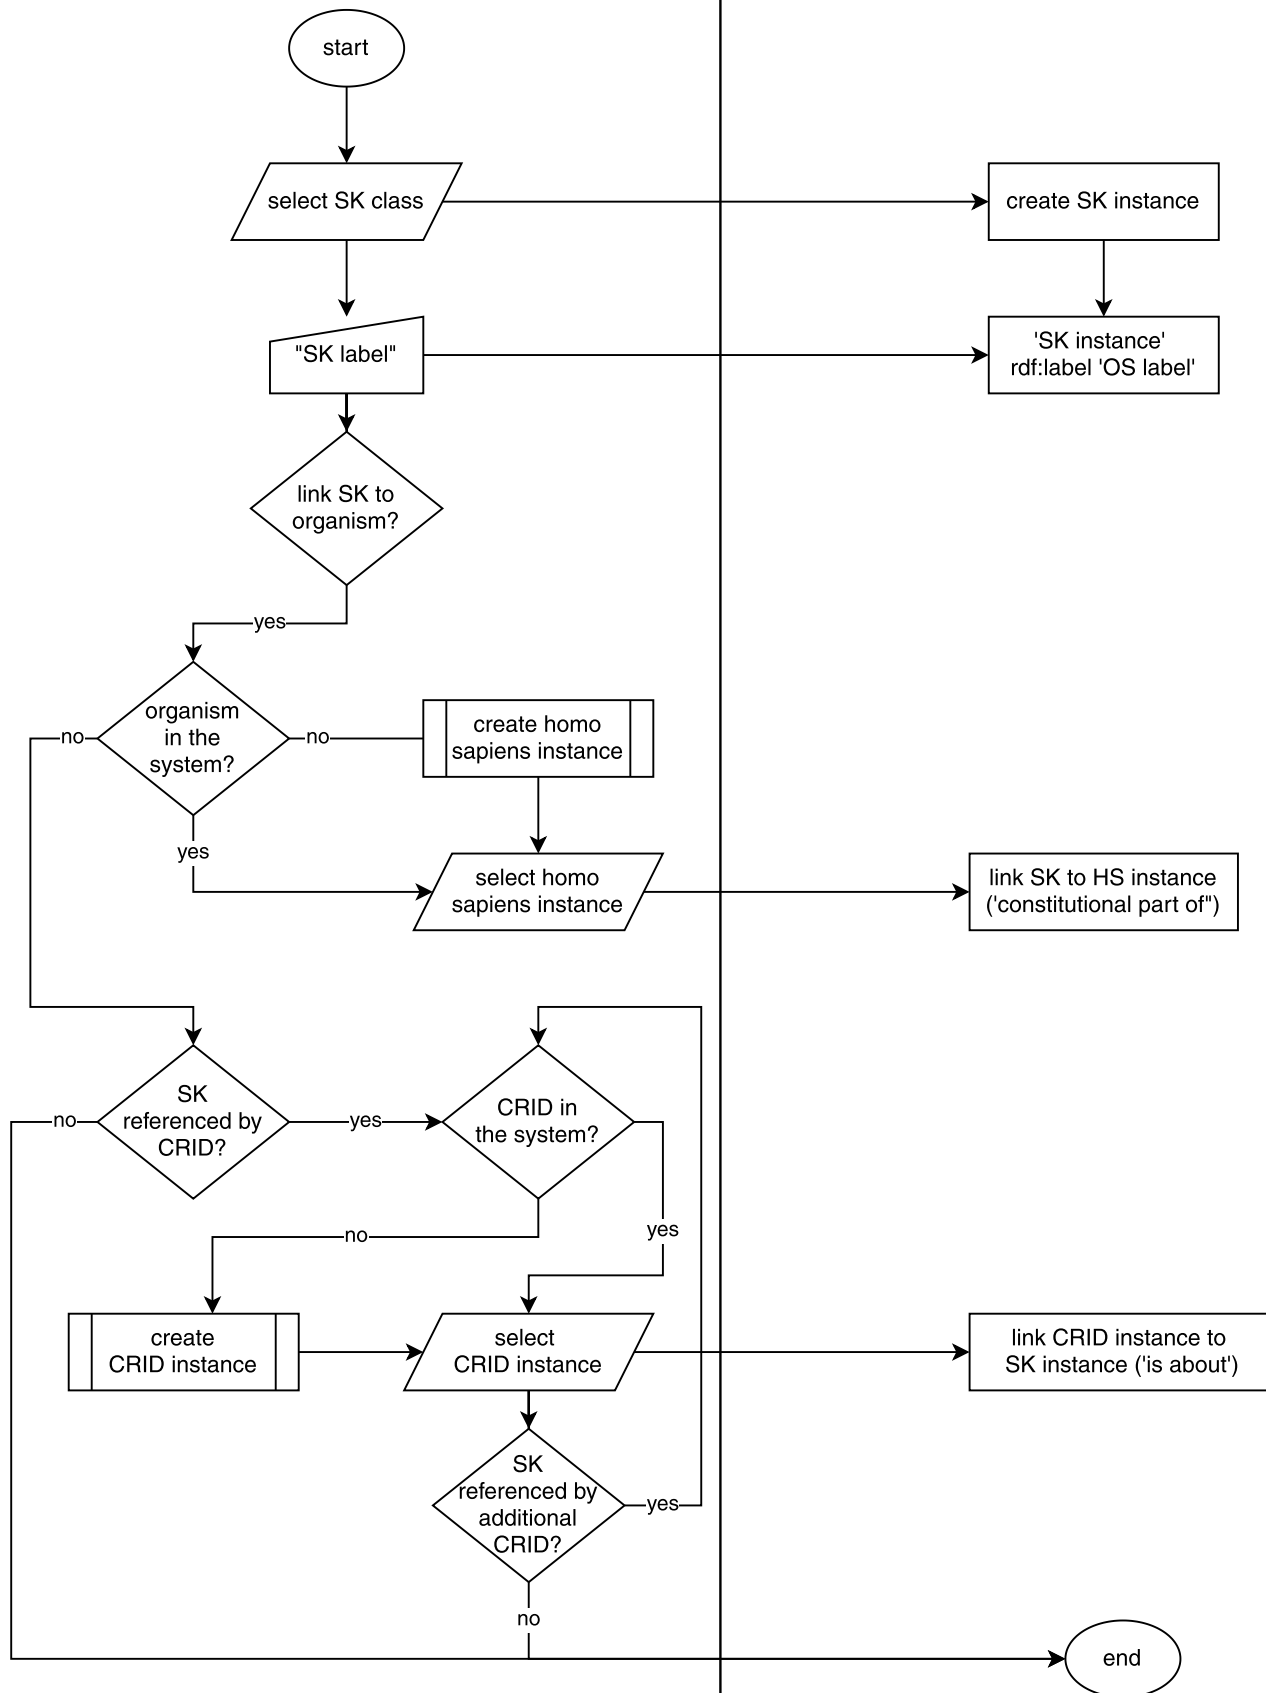 start
select SK class
create SK instance
"SK label"
'SK instance'
rdf:label 'OS label'
link SK to
organism?
yes
organism
in the
system?
no
no
create homo
sapiens instance
yes
select homo
sapiens instance
link SK to HS instance
('constitutional part of")
SK
referenced by
CRID?
no
yes
CRID in
the system?
no
yes
create
CRID instance
select
CRID instance
link CRID instance to
SK instance ('is about')
SK
referenced by
additional
CRID?
yes
no
end